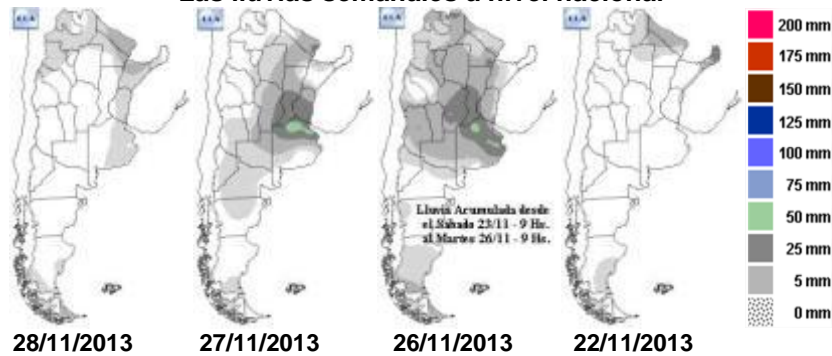 Las lluvias semanales a nivel nacional
Lluvia Acumulada desde
el Sábado 23/11 - 9 Hs.
al Martes 26/11 - 9 Hs.
200 mm
175 mm
150 mm
125 mm
100 mm
75 mm
50 mm
25 mm
5 mm
0 mm
28/11/2013 27/11/2013 26/11/2013 22/11/2013